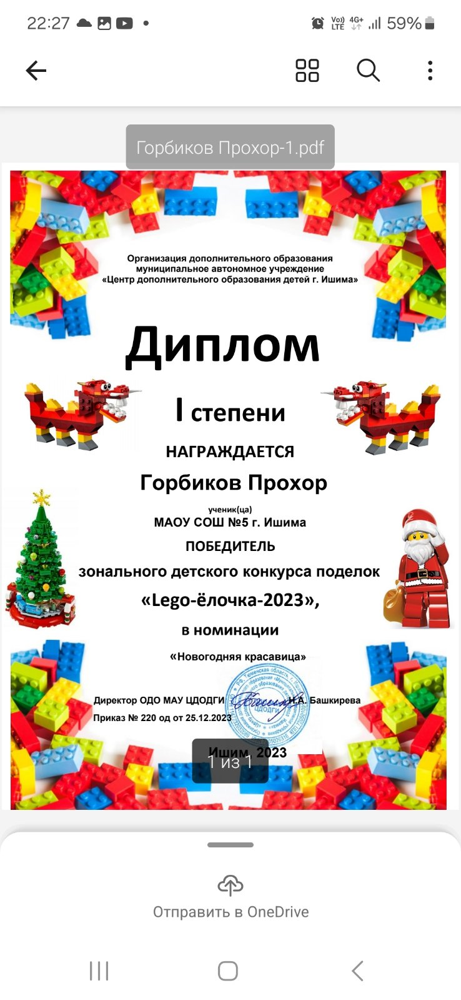 22:27
Vo)) LTE 4G+ 59%
Горбиков Прохор-1.pdf
Организация дополнительного образования
муниципальное автономное учреждение
«Центр дополнительного образования детей г. Ишима»
Диплом
I степени
НАГРАЖДАЕТСЯ
Горбиков Прохор
ученик(ца)
МАОУ СОШ №5 г. Ишима
ПОБЕДИТЕЛЬ
зонального детского конкурса поделок
«Lego-ёлочка-2023»,
в номинации
«Новогодняя красавица»
Директор ОДО МАУ ЦДОДГИ Н.А. Башкирева
ЦДОДГИ
Приказ № 220 од от 25.12.2023
Ишим, 2023
1 из 1
Отправить в OneDrive